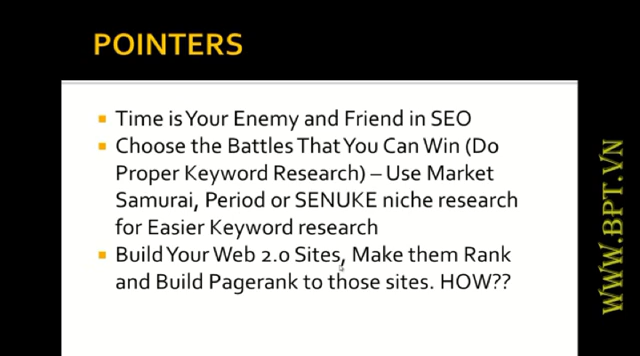 POINTERS
Time is Your Enemy and Friend in SEO
Choose the Battles That You Can Win (Do
Proper Keyword Research) – Use Market
Samurai, Period or SENUKE niche research
for Easier Keyword research
Build Your Web 2.0 Sites, Make them Rank
and Build Pagerank to those sites. HOW??
WWW.BPT.VN